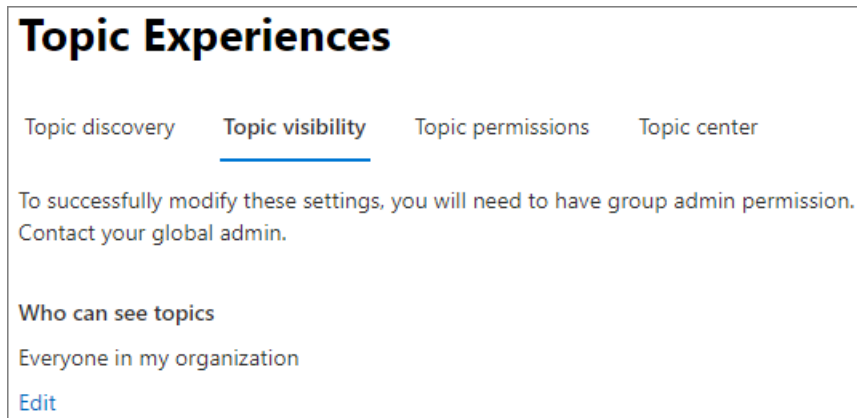 Topic Experiences
Topic discovery Topic visibility Topic permissions Topic center
To successfully modify these settings, you will need to have group admin permission.
Contact your global admin.
Who can see topics
Everyone in my organization
Edit